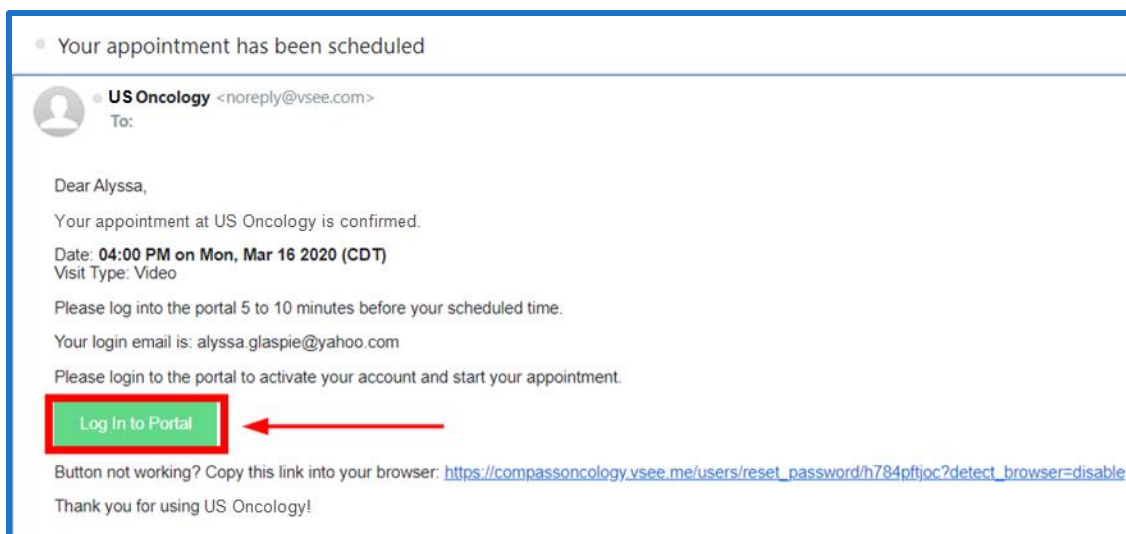 Your appointment has been scheduled
US Oncology <noreply@vsee.com>
To:
Dear Alyssa,
Your appointment at US Oncology is confirmed.
Date: 04:00 PM on Mon, Mar 16 2020 (CDT)
Visit Type: Video
Please log into the portal 5 to 10 minutes before your scheduled time.
Your login email is: alyssa.glaspie@yahoo.com
Please login to the portal to activate your account and start your appointment.
Log In to Portal
Button not working? Copy this link into your browser: https://compassoncology.vsee.me/users/reset_password/h784pftjoc?detect_browser=disable
Thank you for using US Oncology!